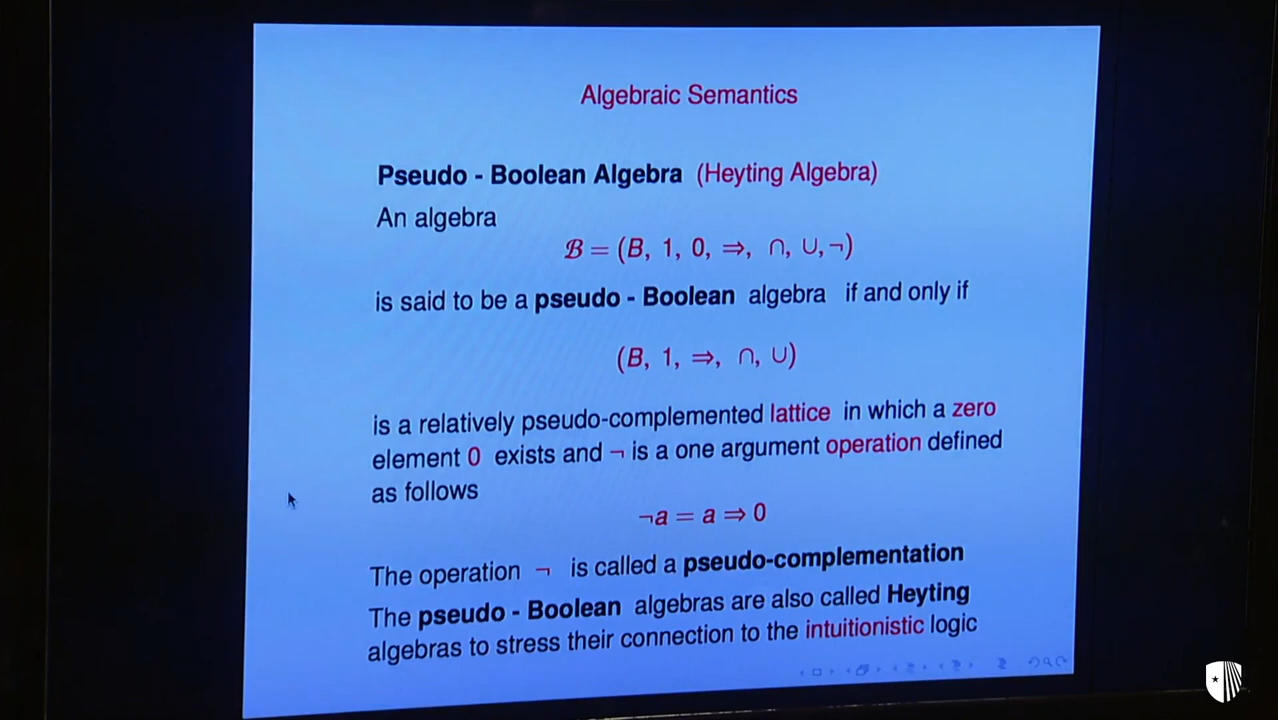 Algebraic Semantics
Pseudo - Boolean Algebra (Heyting Algebra)
An algebra
ℬ = (B, 1, 0, ⇒, ∩, ∪, ¬)
is said to be a pseudo - Boolean algebra if and only if
(B, 1, ⇒, ∩, ∪)
is a relatively pseudo-complemented lattice in which a zero
element 0 exists and ¬ is a one argument operation defined
as follows
¬a = a ⇒ 0
The operation ¬ is called a pseudo-complementation
The pseudo - Boolean algebras are also called Heyting
algebras to stress their connection to the intuitionistic logic